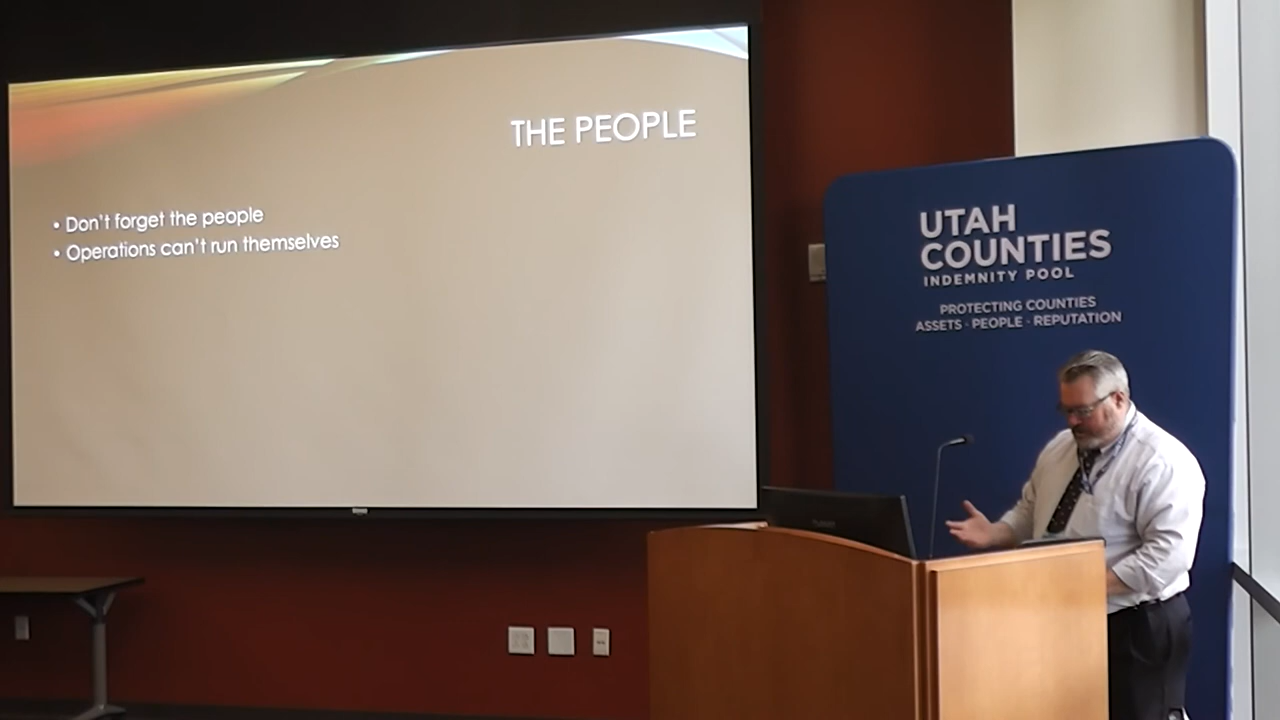 THE PEOPLE
• Don't forget the people
• Operations can't run themselves
UTAH
COUNTIES
INDEMNITY POOL
PROTECTING COUNTIES
ASSETS · PEOPLE · REPUTATION